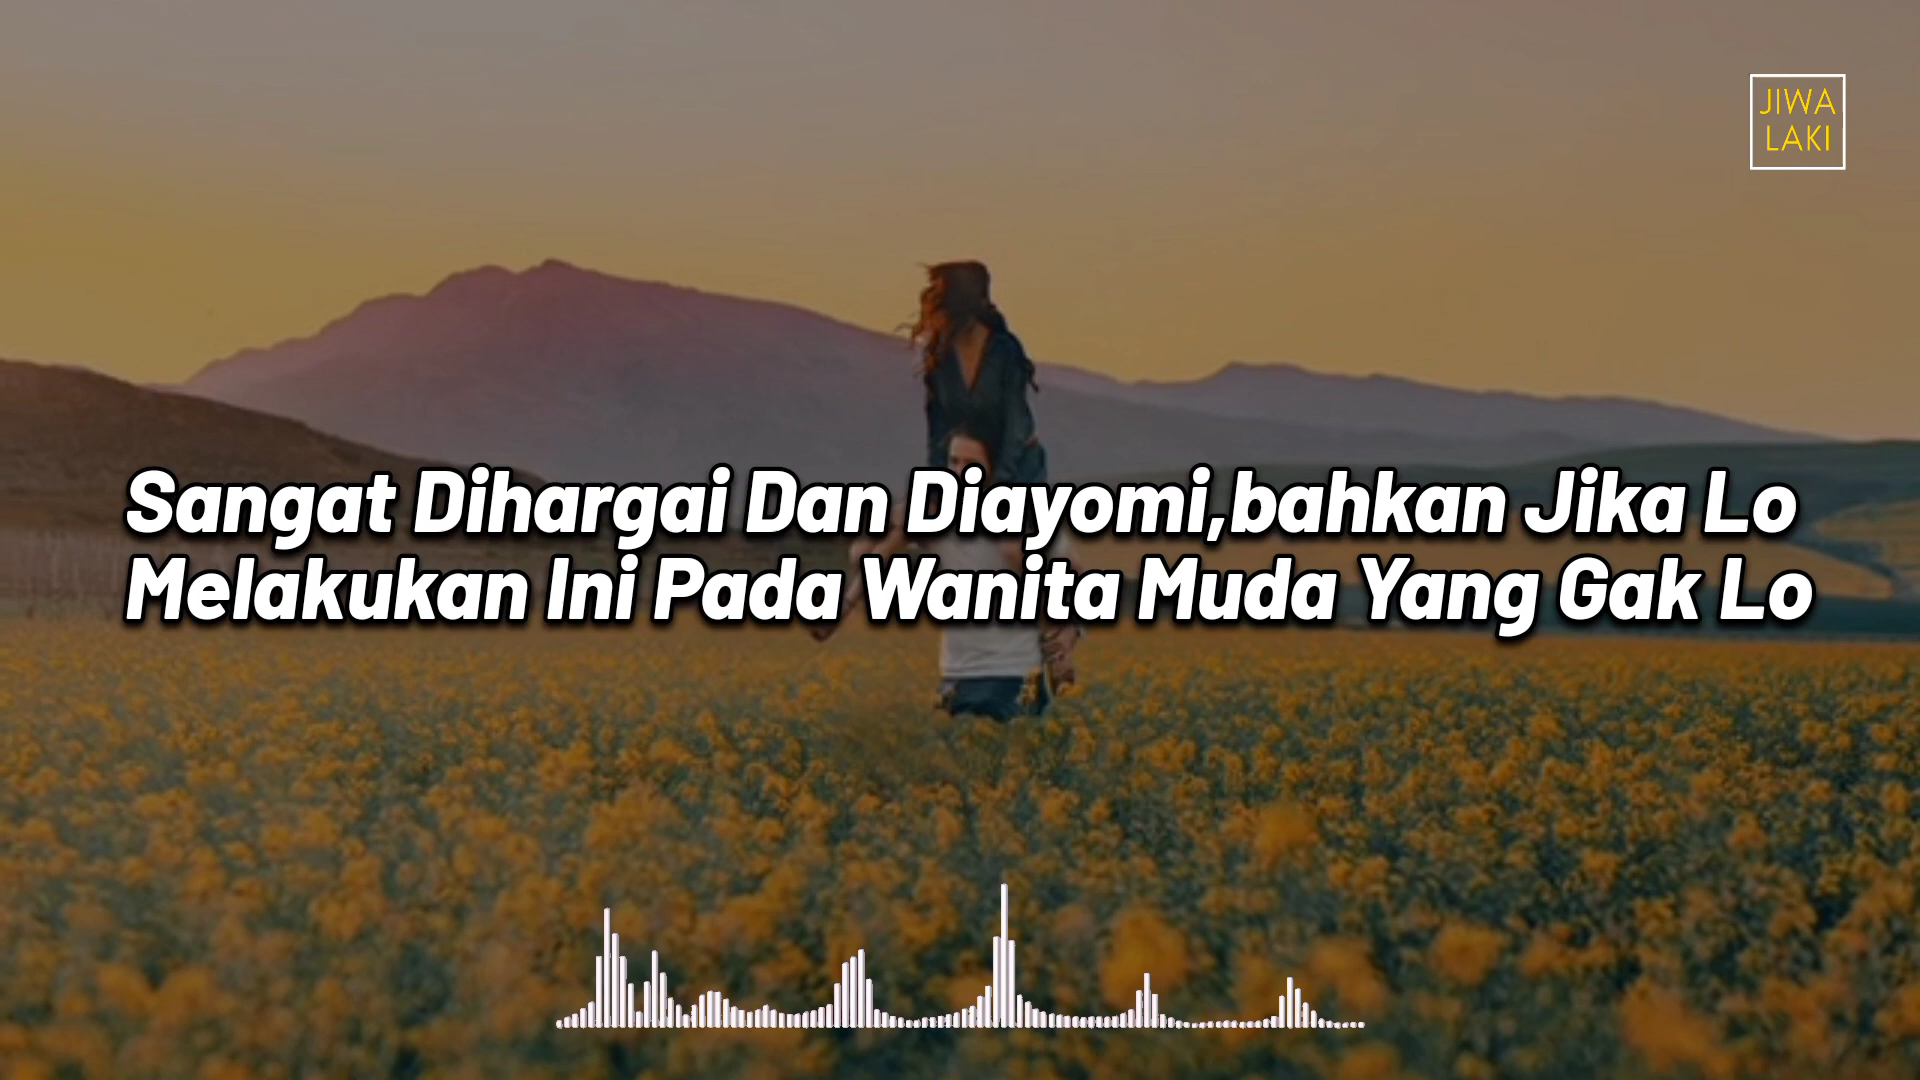 JIWA
LAKI
Sangat Dihargai Dan Diayomi,bahkan Jika Lo
Melakukan Ini Pada Wanita Muda Yang Gak Lo